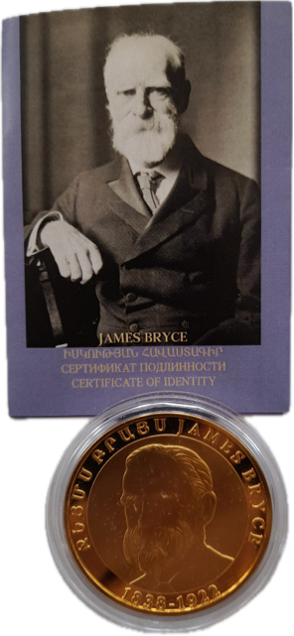 JAMES BRYCE
ԻՍԿՈՒԹՅԱՆ ՀԱՎԱՍՏԱԳԻՐ
СЕРТИФИКАТ ПОДЛИННОСТИ
CERTIFICATE OF IDENTITY
ՋԵՅՄՍ ԲՐԱՅՍ JAMES BRYCE
1838-1922